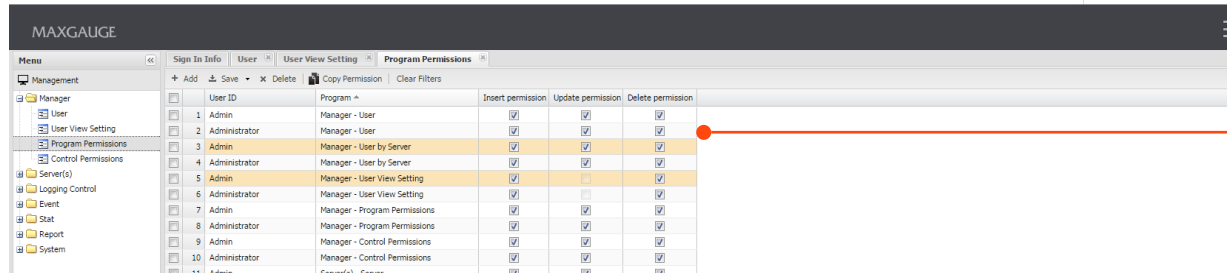 MAXGAUGE
Menu
Sign In Info User User View Setting Program Permissions
Management
+ Add Save x Delete Copy Permission Clear Filters
Manager
User
User View Setting
Program Permissions
Control Permissions
Server(s)
Logging Control
Event
Stat
Report
System
User ID Program Insert permission Update permission Delete permission
1 Admin Manager - User
2 Administrator Manager - User
3 Admin Manager - User by Server
4 Administrator Manager - User by Server
5 Admin Manager - User View Setting
6 Administrator Manager - User View Setting
7 Admin Manager - Program Permissions
8 Administrator Manager - Program Permissions
9 Admin Manager - Control Permissions
10 Administrator Manager - Control Permissions
11 Admin Server(s) - Server